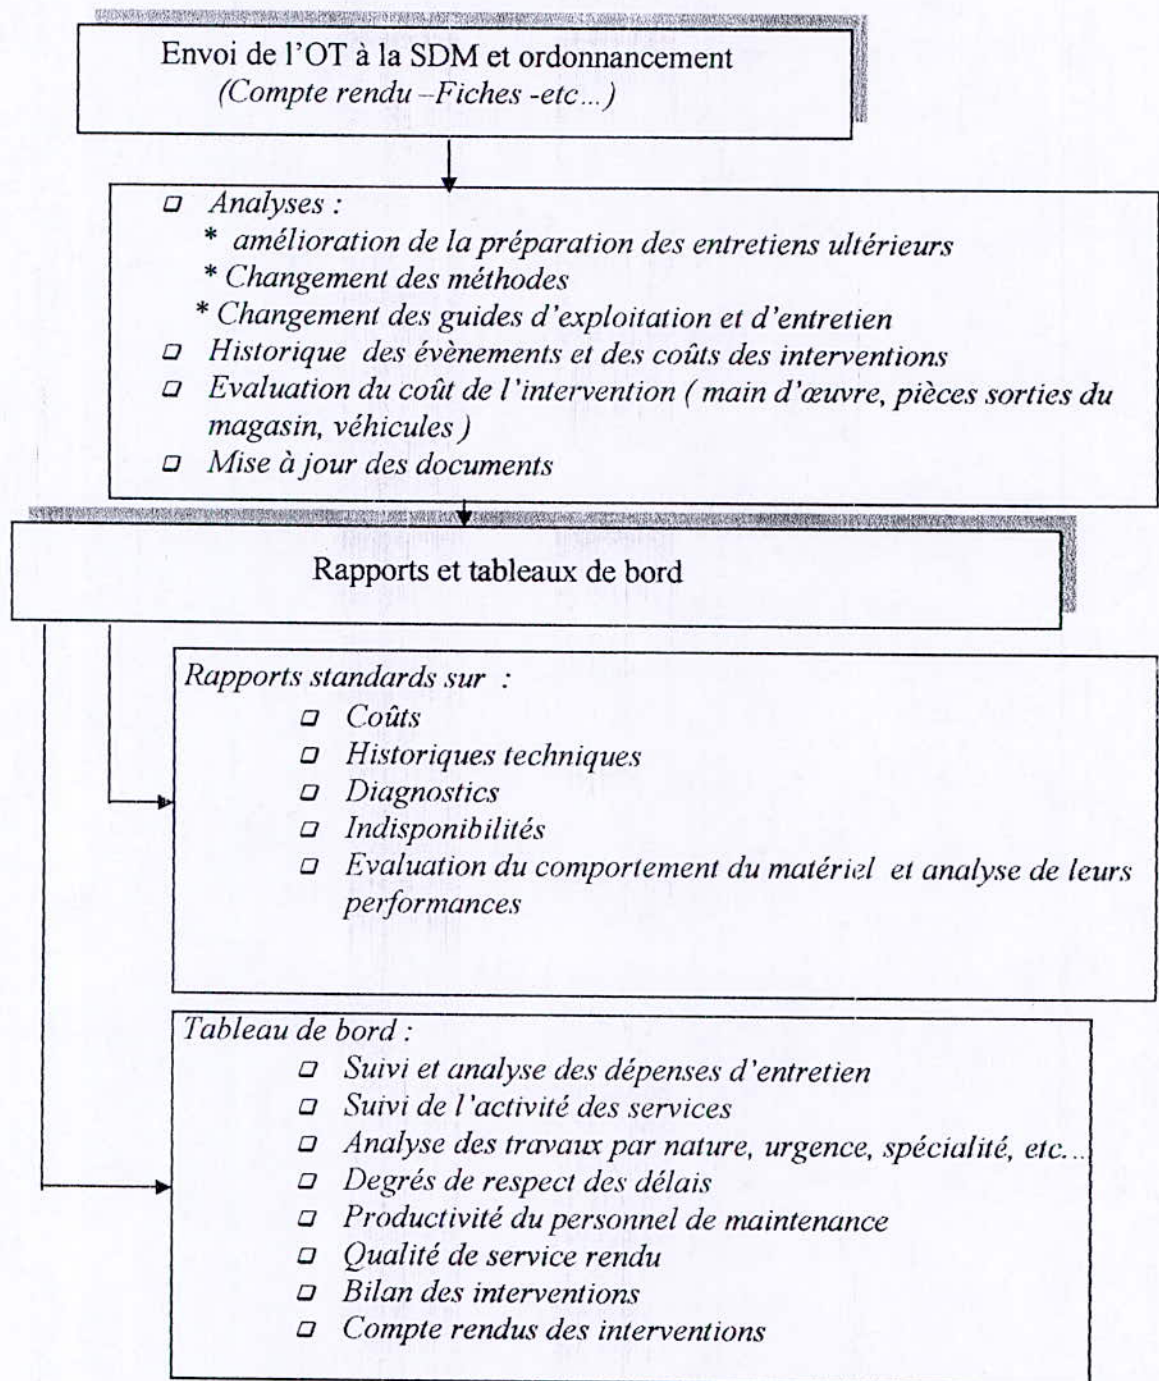 Envoi de l'OT à la SDM et ordonnancement
(Compte rendu –Fiches -etc...)
❑ Analyses :
* amélioration de la préparation des entretiens ultérieurs
* Changement des méthodes
* Changement des guides d'exploitation et d'entretien
❑ Historique des évènements et des coûts des interventions
❑ Evaluation du coût de l'intervention ( main d'œuvre, pièces sorties du
magasin, véhicules )
❑ Mise à jour des documents
Rapports et tableaux de bord
Rapports standards sur :
❑ Coûts
❑ Historiques techniques
❑ Diagnostics
❑ Indisponibilités
❑ Evaluation du comportement du matériel et analyse de leurs
performances
Tableau de bord :
❑ Suivi et analyse des dépenses d'entretien
❑ Suivi de l'activité des services
❑ Analyse des travaux par nature, urgence, spécialité, etc...
❑ Degrés de respect des délais
❑ Productivité du personnel de maintenance
❑ Qualité de service rendu
❑ Bilan des interventions
❑ Compte rendus des interventions